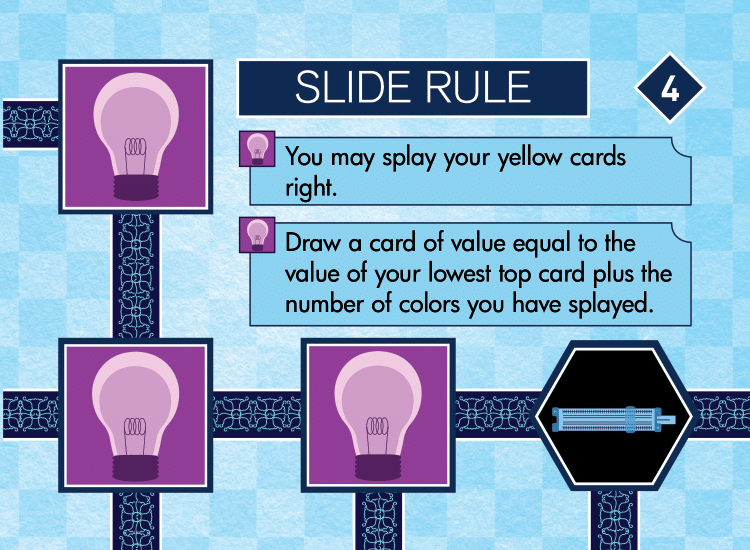 SLIDE RULE
4
You may splay your yellow cards
right.
Draw a card of value equal to the
value of your lowest top card plus the
number of colors you have splayed.